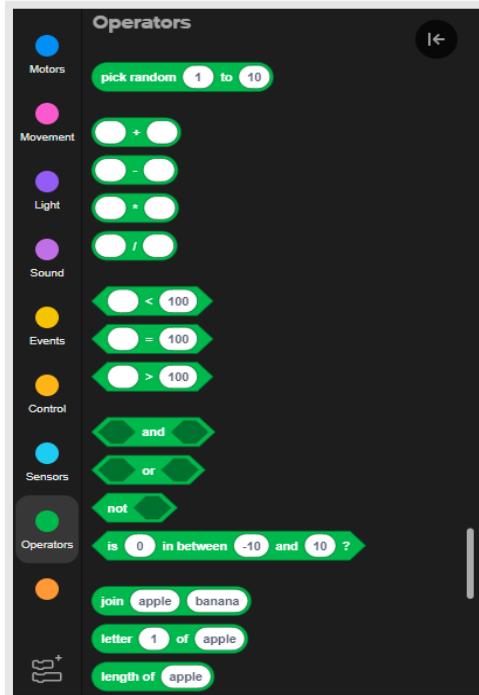 Operators
Motors
Movement
Light
Sound
Events
Control
Sensors
Operators
pick random 1 to 10
+
-
*
/
< 100
= 100
> 100
and
or
not
is 0 in between -10 and 10 ?
join apple banana
letter 1 of apple
length of apple